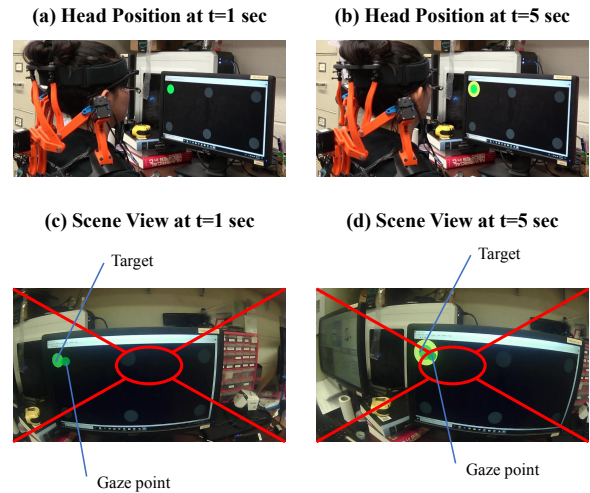 (a) Head Position at t=1 sec
(b) Head Position at t=5 sec
(c) Scene View at t=1 sec
(d) Scene View at t=5 sec
Target
Target
Gaze point
Gaze point